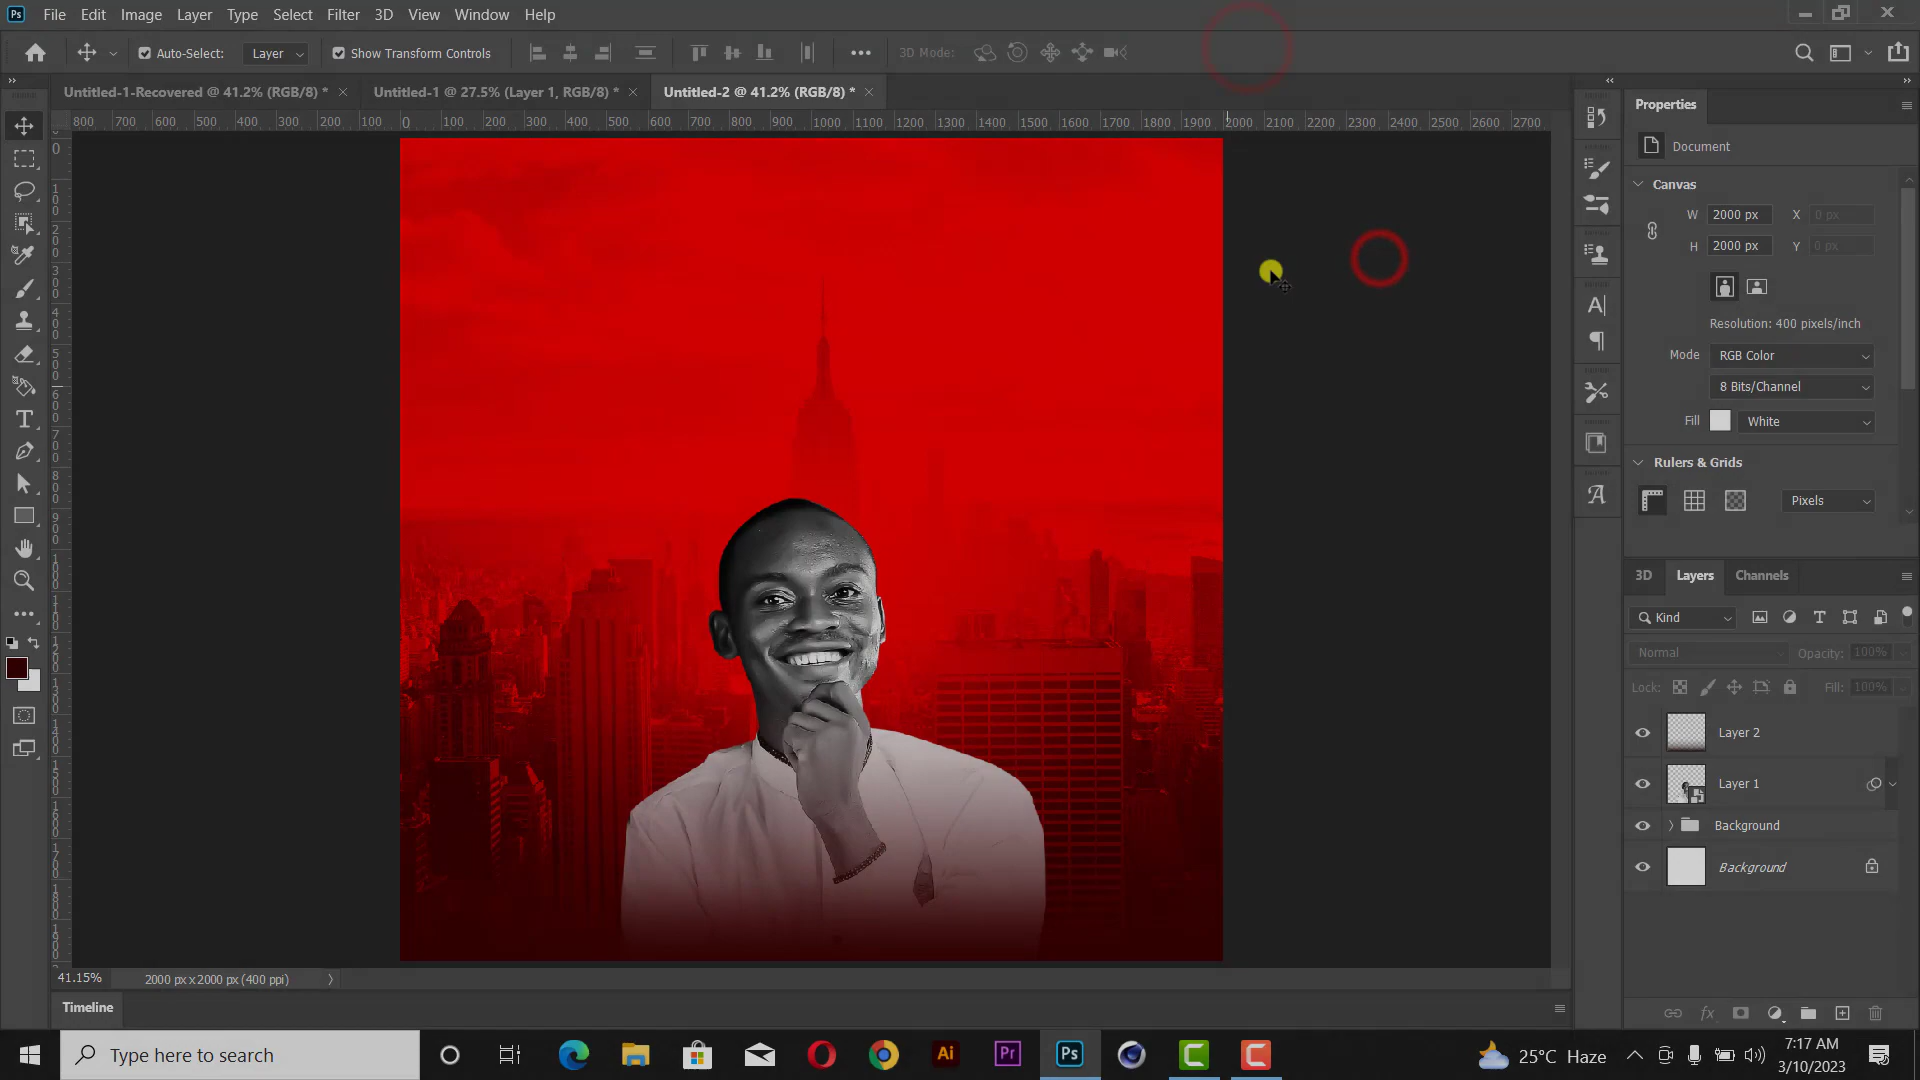 File Edit Image Layer Type Select Filter 3D View Window Help
Auto-Select: Layer Show Transform Controls 3D Mode:
Untitled-1-Recovered @ 41.2% (RGB/8) * Untitled-1 @ 27.5% (Layer 1, RGB/8) * Untitled-2 @ 41.2% (RGB/8) *
800 700 600 500 400 300 200 100 0 100 200 300 400 500 600 700 800 900 1000 1100 1200 1300 1400 1500 1600 1700 1800 1900 2000 2100 2200 2300 2400 2500 2600 2700
Properties
Document
Canvas
W 2000 px X 0 px
H 2000 px Y 0 px
Resolution: 400 pixels/inch
Mode RGB Color
8 Bits/Channel
Fill White
Rulers & Grids
Pixels
3D Layers Channels
Kind
Normal Opacity: 100%
Lock: Fill: 100%
Layer 2
Layer 1
Background
Background
41.15% 2000 px x 2000 px (400 ppi)
Timeline
Type here to search
25°C Haze
7:17 AM
3/10/2023